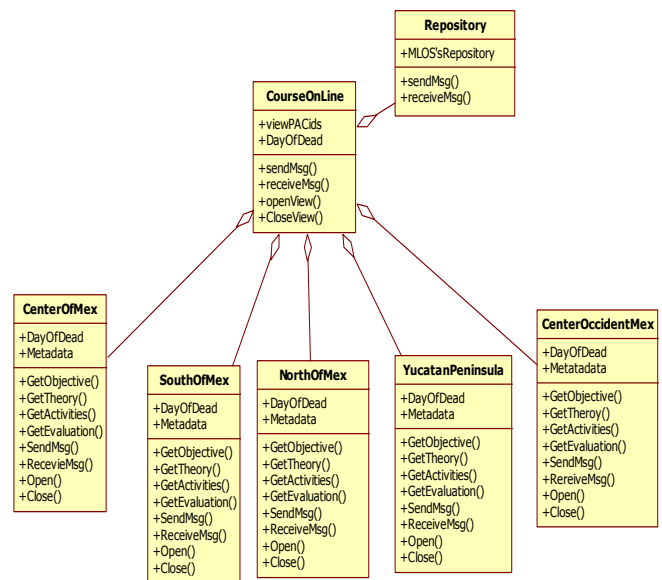 Repository
+MLOS'sRepository
+sendMsg()
+receiveMsg()
CourseOnLine
+viewPACids
+DayOfDead
+sendMsg()
+receiveMsg()
+openView()
+CloseView()
CenterOfMex
+DayOfDead
+Metadata
+GetObjective()
+GetTheory()
+GetActivities()
+GetEvaluation()
+SendMsg()
+RecevieMsg()
+Open()
+Close()
SouthOfMex
+DayOfDead
+Metadata
+GetObjective()
+GetTheory()
+GetActivities()
+GetEvaluation()
+SendMsg()
+ReceiveMsg()
+Open()
+Close()
NorthOfMex
+DayOfDead
+Metadata
+GetObjective()
+GetTheory()
+GetActivities()
+GetEvaluation()
+SendMsg()
+ReceiveMsg()
+Open()
+Close()
YucatanPeninsula
+DayOfDead
+Metadata
+GetObjective()
+GetTheory()
+GetActivities()
+GetEvaluation()
+SendMsg()
+ReceiveMsg()
+Open()
+Close()
CenterOccidentMex
+DayOfDead
+Metatadata
+GetObjective()
+GetTheroy()
+GetActivities()
+GetEvaluation()
+SendMsg()
+RereiveMsg()
+Open()
+Close()